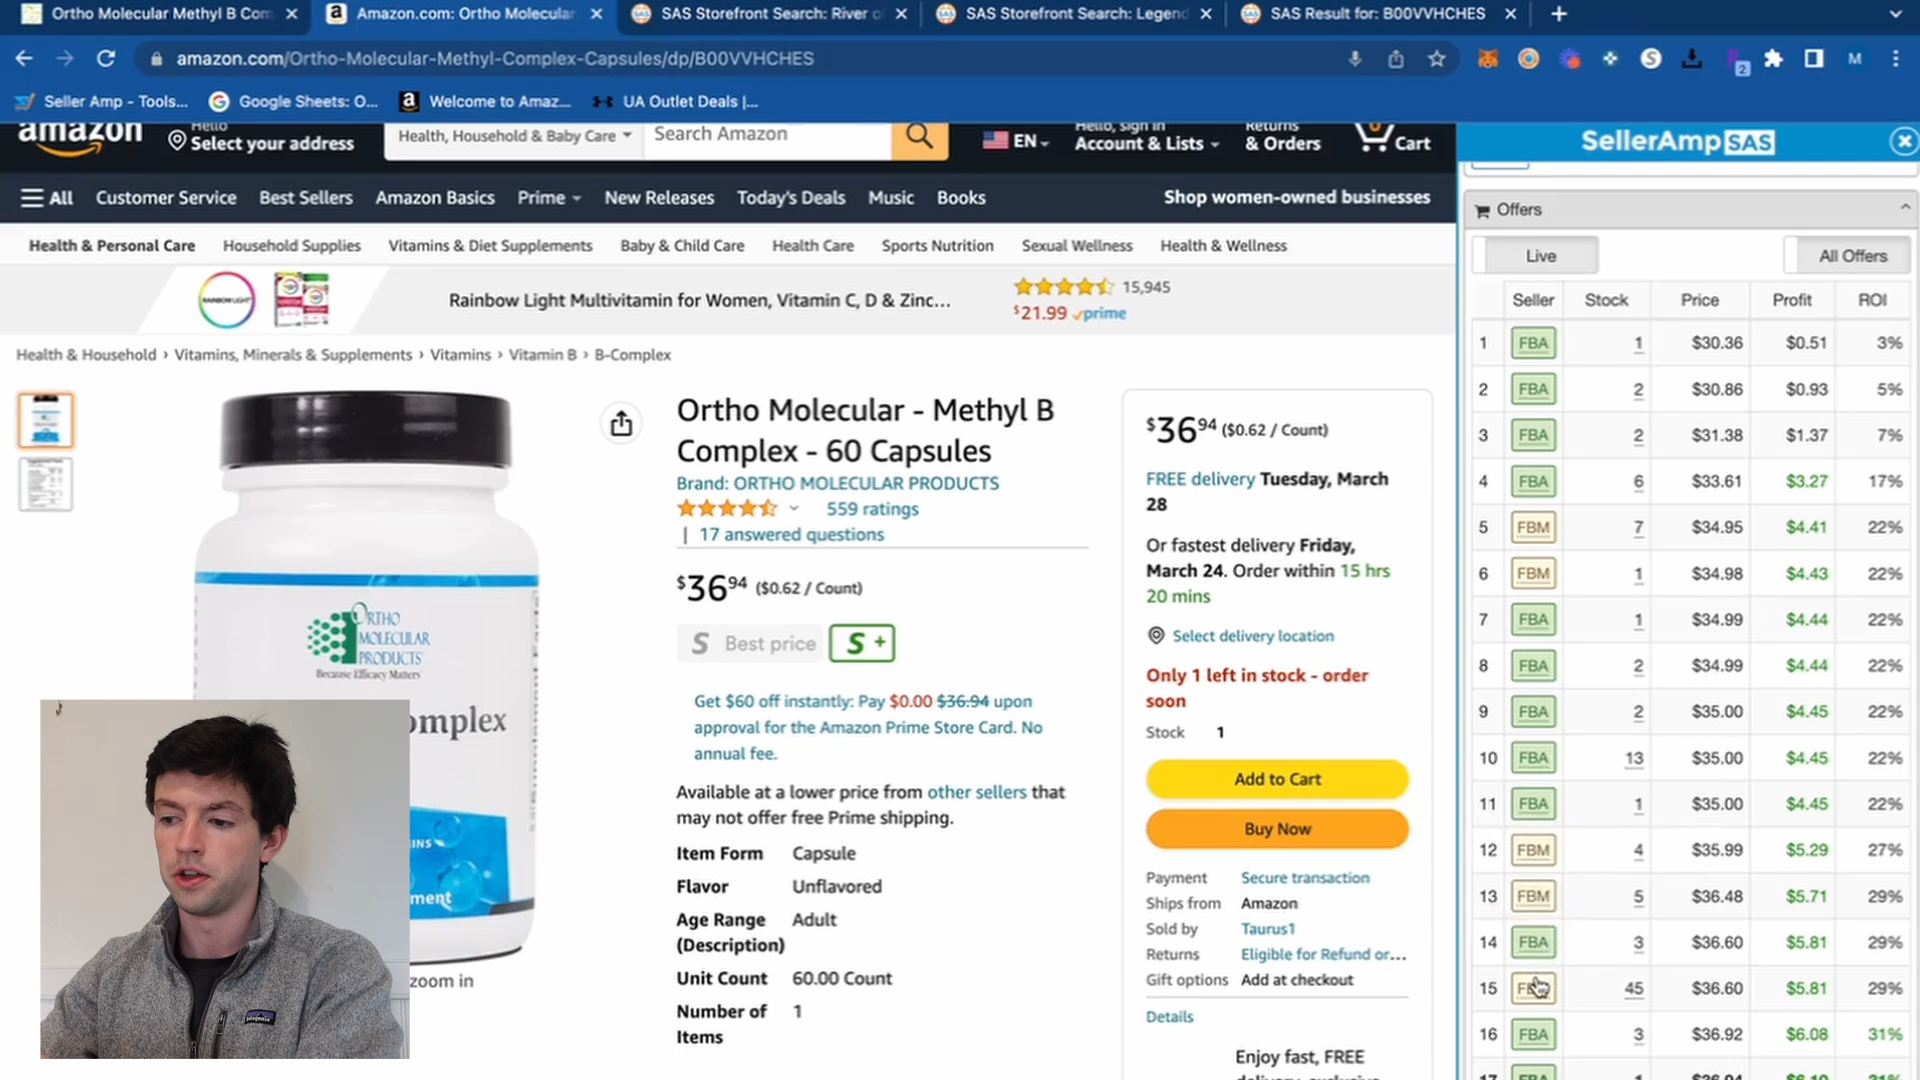 Ortho Molecular Methyl B Com
Amazon.com: Ortho Molecular
SAS Storefront Search: River o
SAS Storefront Search: Legend
SAS Result for: B00VVHCHES
amazon.com/Ortho-Molecular-Methyl-Complex-Capsules/dp/B00VVHCHES
2
M
Seller Amp - Tools...
Google Sheets: O...
Welcome to Amaz...
UA Outlet Deals |...
amazon
Hello
Select your address
Health, Household & Baby Care
Search Amazon
EN
Hello, sign in
Account & Lists
Returns
& Orders
0
Cart
All
Customer Service
Best Sellers
Amazon Basics
Prime
New Releases
Today's Deals
Music
Books
Shop women-owned businesses
Health & Personal Care
Household Supplies
Vitamins & Diet Supplements
Baby & Child Care
Health Care
Sports Nutrition
Sexual Wellness
Health & Wellness
RAINBOW LIGHT
Rainbow Light Multivitamin for Women, Vitamin C, D & Zinc...
15,945
$21.99 prime
Health & Household › Vitamins, Minerals & Supplements › Vitamins › Vitamin B › B-Complex
ORTHO
MOLECULAR
PRODUCTS
Because Efficacy Matters
omplex
INS
ment
zoom in
patagonia
Ortho Molecular - Methyl B
Complex - 60 Capsules
Brand: ORTHO MOLECULAR PRODUCTS
559 ratings
| 17 answered questions
$36 94 ($0.62 / Count)
S Best price
S +
Get $60 off instantly: Pay $0.00 $36.94 upon
approval for the Amazon Prime Store Card. No
annual fee.
Available at a lower price from other sellers that
may not offer free Prime shipping.
Item Form Capsule
Flavor Unflavored
Age Range Adult
(Description)
Unit Count 60.00 Count
Number of 1
Items
$36 94 ($0.62 / Count)
FREE delivery Tuesday, March
28
Or fastest delivery Friday,
March 24. Order within 15 hrs
20 mins
Select delivery location
Only 1 left in stock - order
soon
Stock 1
Add to Cart
Buy Now
Payment Secure transaction
Ships from Amazon
Sold by Taurus1
Returns Eligible for Refund or...
Gift options Add at checkout
Details
Enjoy fast, FREE
SellerAmp SAS
Offers
Live
All Offers
Seller Stock Price Profit ROI
1 FBA 1 $30.36 $0.51 3%
2 FBA 2 $30.86 $0.93 5%
3 FBA 2 $31.38 $1.37 7%
4 FBA 6 $33.61 $3.27 17%
5 FBM 7 $34.95 $4.41 22%
6 FBM 1 $34.98 $4.43 22%
7 FBA 1 $34.99 $4.44 22%
8 FBA 2 $34.99 $4.44 22%
9 FBA 2 $35.00 $4.45 22%
10 FBA 13 $35.00 $4.45 22%
11 FBA 1 $35.00 $4.45 22%
12 FBM 4 $35.99 $5.29 27%
13 FBM 5 $36.48 $5.71 29%
14 FBA 3 $36.60 $5.81 29%
15 45 $36.60 $5.81 29%
16 FBA 3 $36.92 $6.08 31%